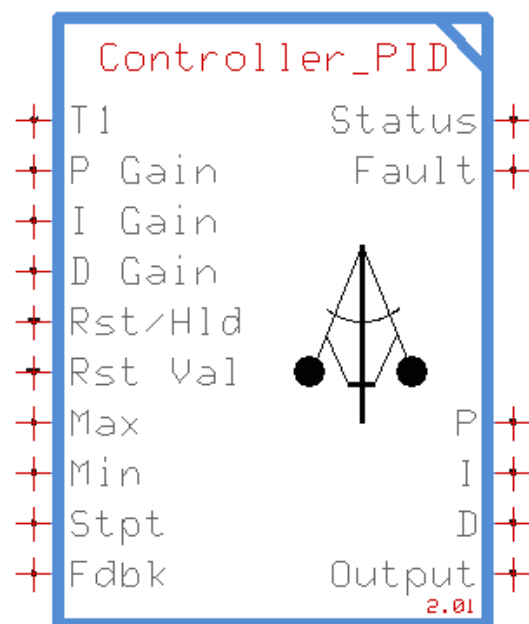 Controller_PID
T1 Status
P Gain Fault
I Gain
D Gain
Rst/Hld
Rst Val
Max P
Min I
Stpt D
Fdbk Output
2.01